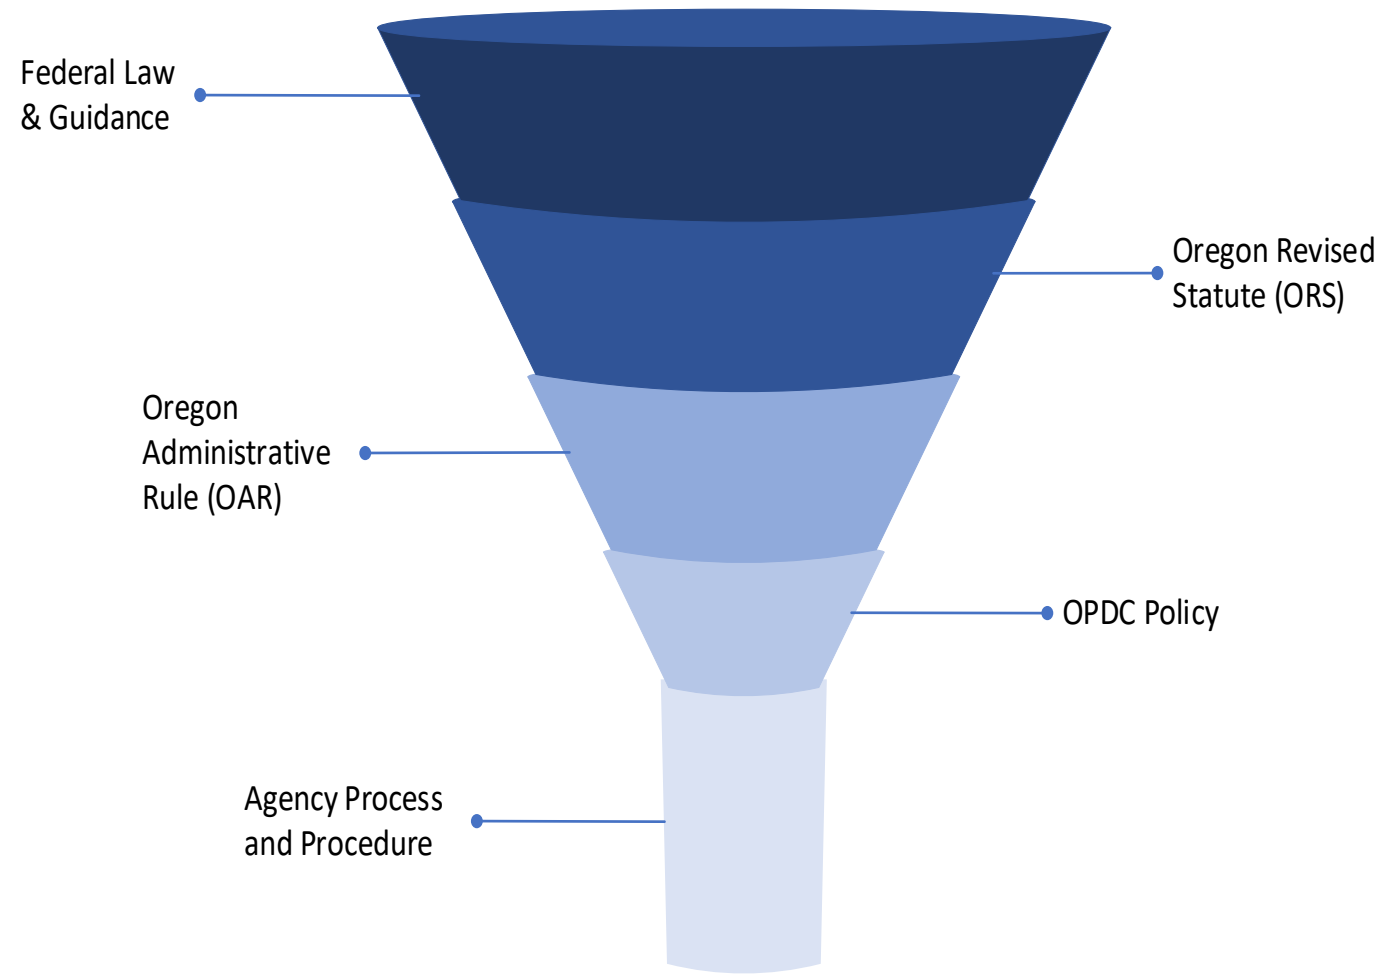 Federal Law
& Guidance
Oregon Revised
Statute (ORS)
Oregon
Administrative
Rule (OAR)
OPDC Policy
Agency Process
and Procedure